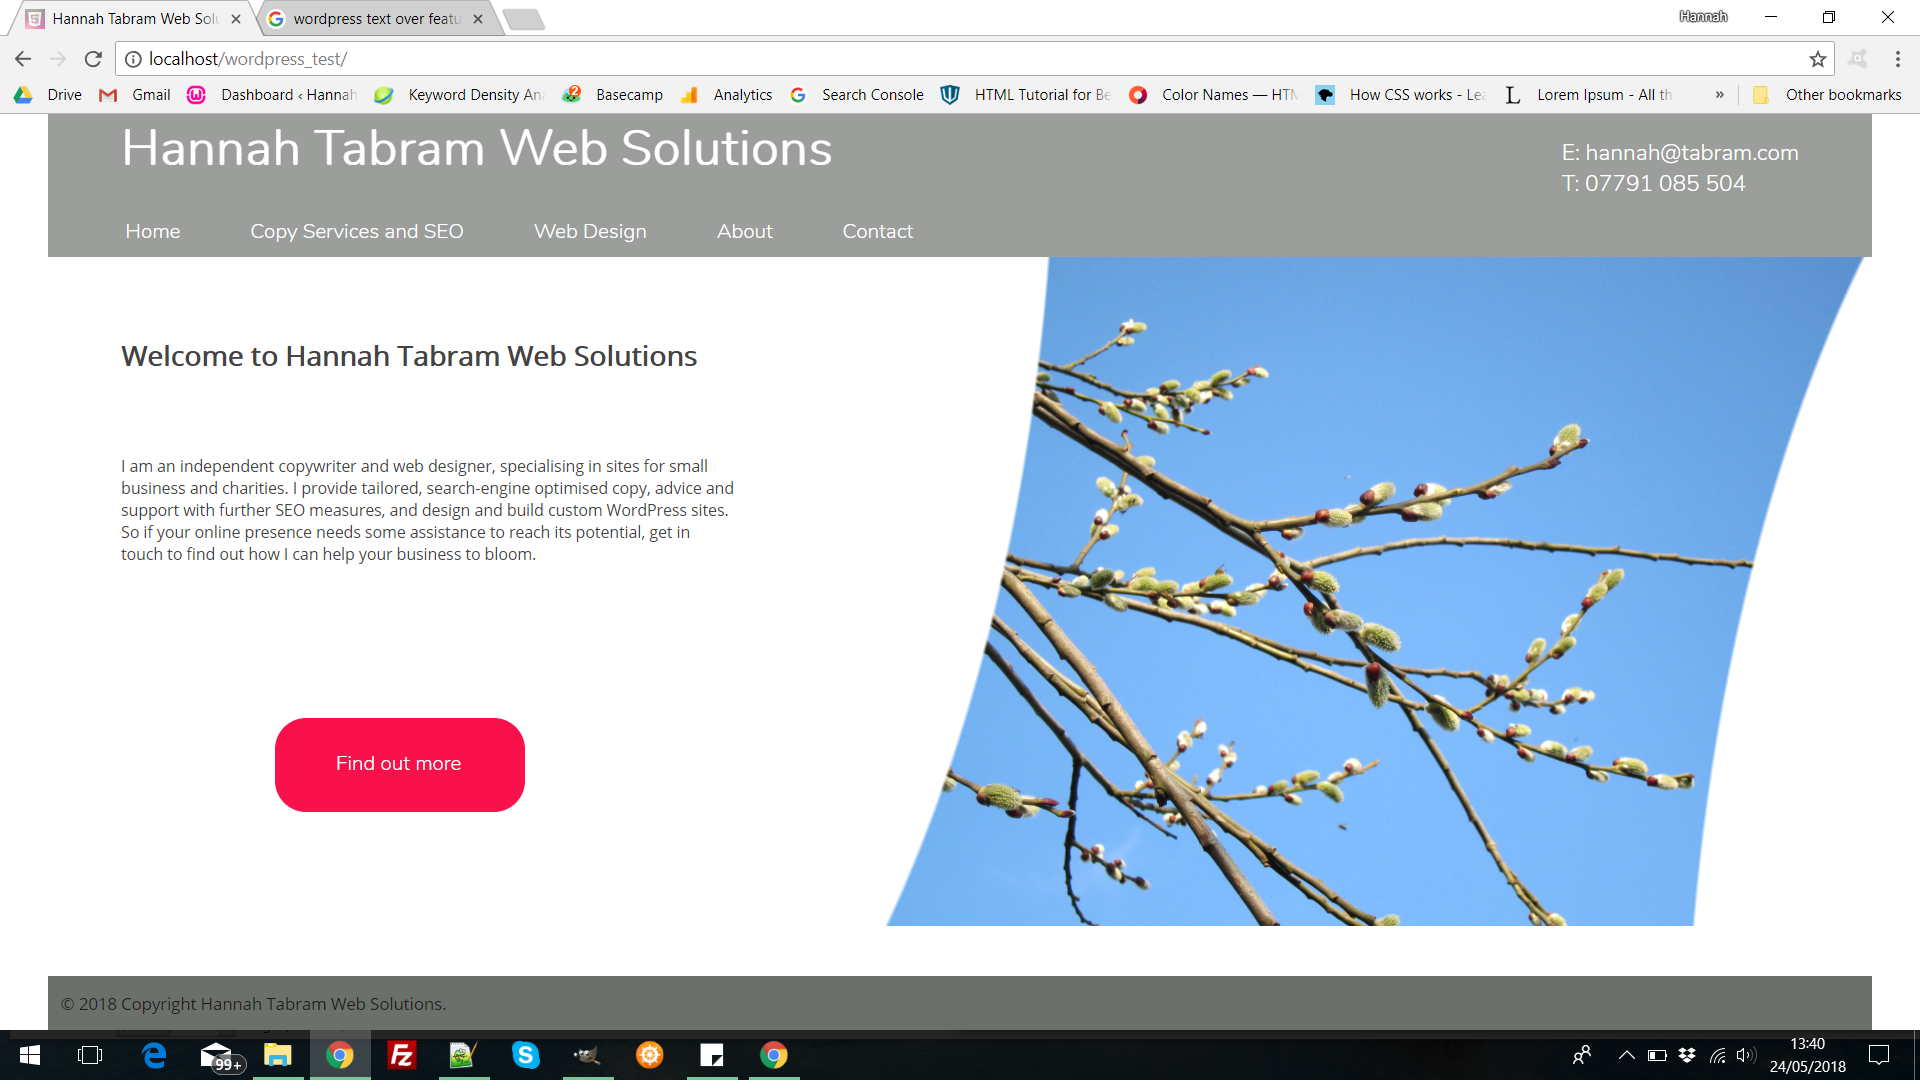 Hannah Tabram Web Solu
wordpress text over featu
Hannah
localhost/wordpress_test/
Drive
Gmail
Dashboard ‹ Hannah
Keyword Density Ana
2
Basecamp
Analytics
Search Console
HTML Tutorial for Be
Color Names — HTM
How CSS works - Lea
Lorem Ipsum - All th
»
Other bookmarks
Hannah Tabram Web Solutions
E: hannah@tabram.com
T: 07791 085 504
Home
Copy Services and SEO
Web Design
About
Contact
Welcome to Hannah Tabram Web Solutions
I am an independent copywriter and web designer, specialising in sites for small
business and charities. I provide tailored, search-engine optimised copy, advice and
support with further SEO measures, and design and build custom WordPress sites.
So if your online presence needs some assistance to reach its potential, get in
touch to find out how I can help your business to bloom.
Find out more
© 2018 Copyright Hannah Tabram Web Solutions.
99+
13:40
24/05/2018